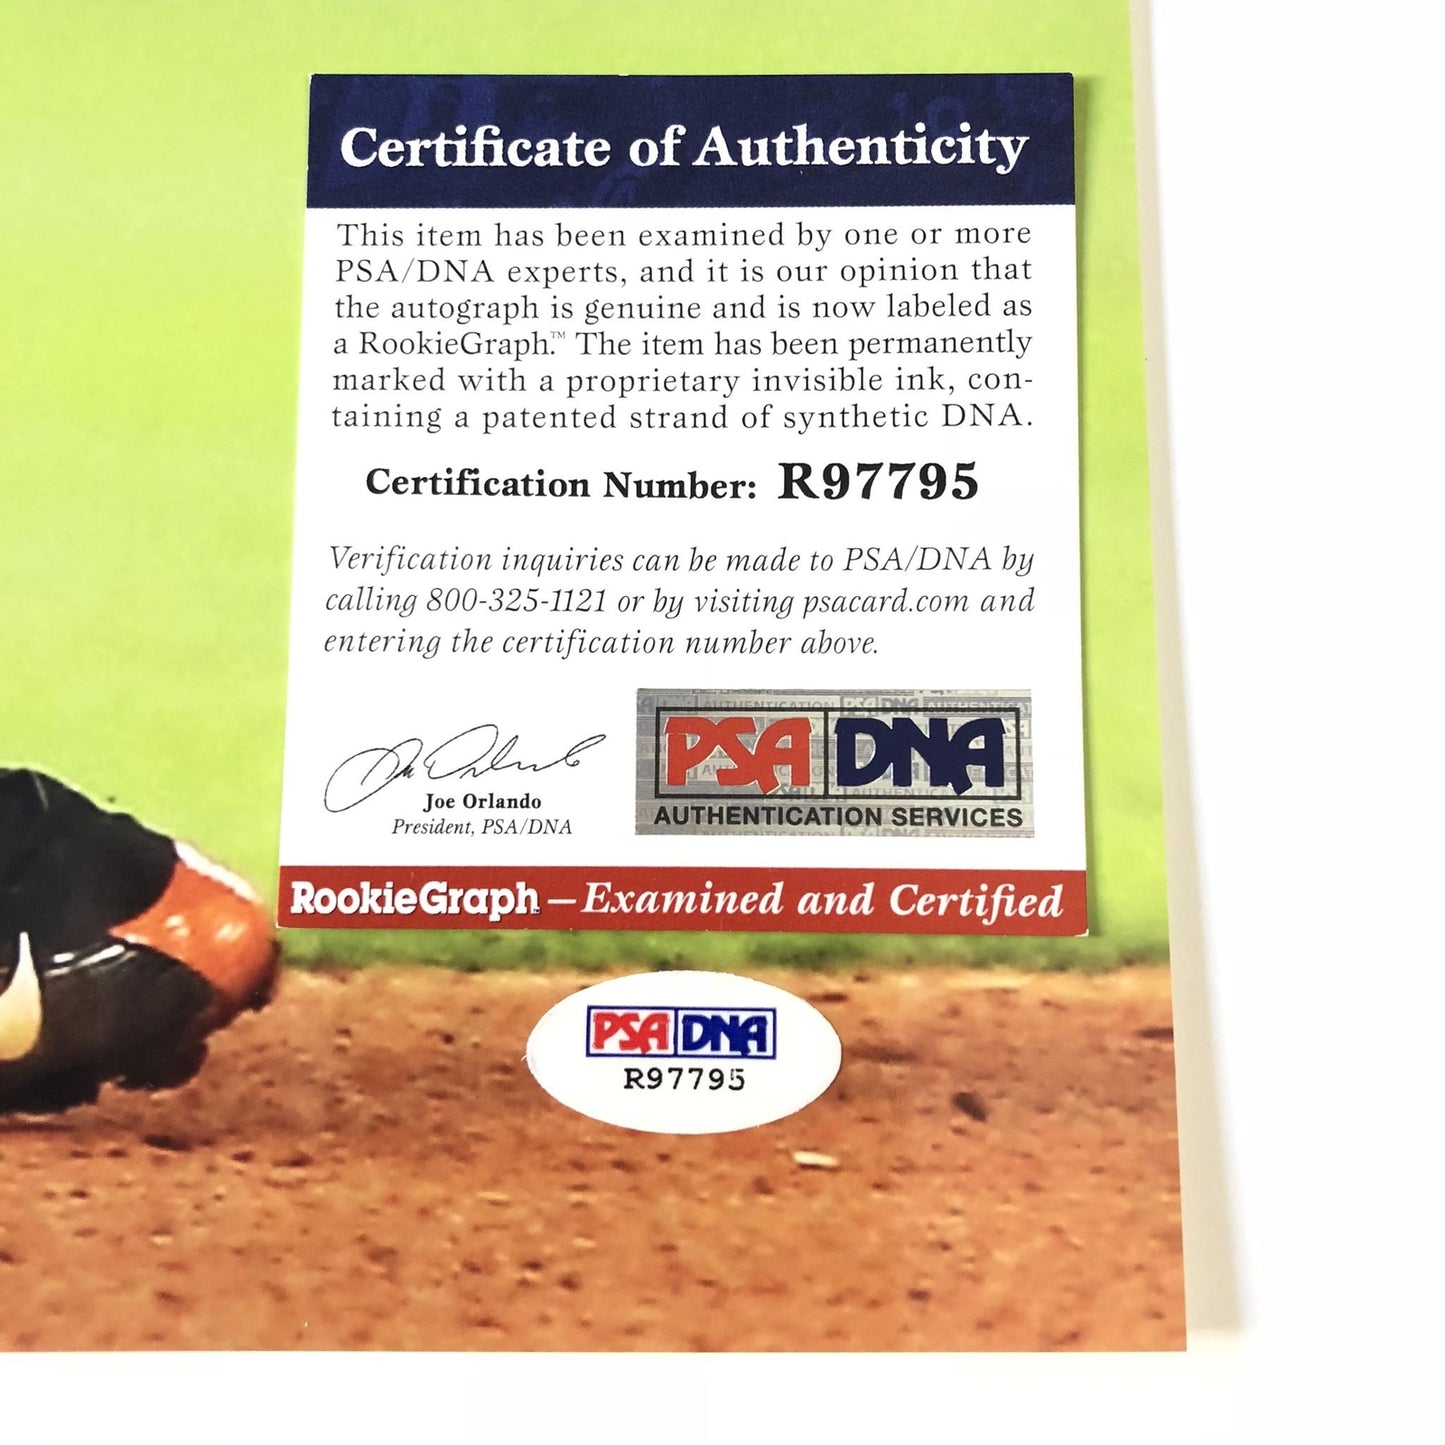 Certificate of Authenticity
This item has been examined by one or more
PSA/DNA experts, and it is our opinion that
the autograph is genuine and is now labeled as
a RookieGraph.™ The item has been permanently
marked with a proprietary invisible ink, con-
taining a patented strand of synthetic DNA.
Certification Number: R97795
Verification inquiries can be made to PSA/DNA by
calling 800-325-1121 or by visiting psacard.com and
entering the certification number above.
Joe Orlando
President, PSA/DNA
PSA DNA
AUTHENTICATION SERVICES
RookieGraph – Examined and Certified
PSA DNA
R97795